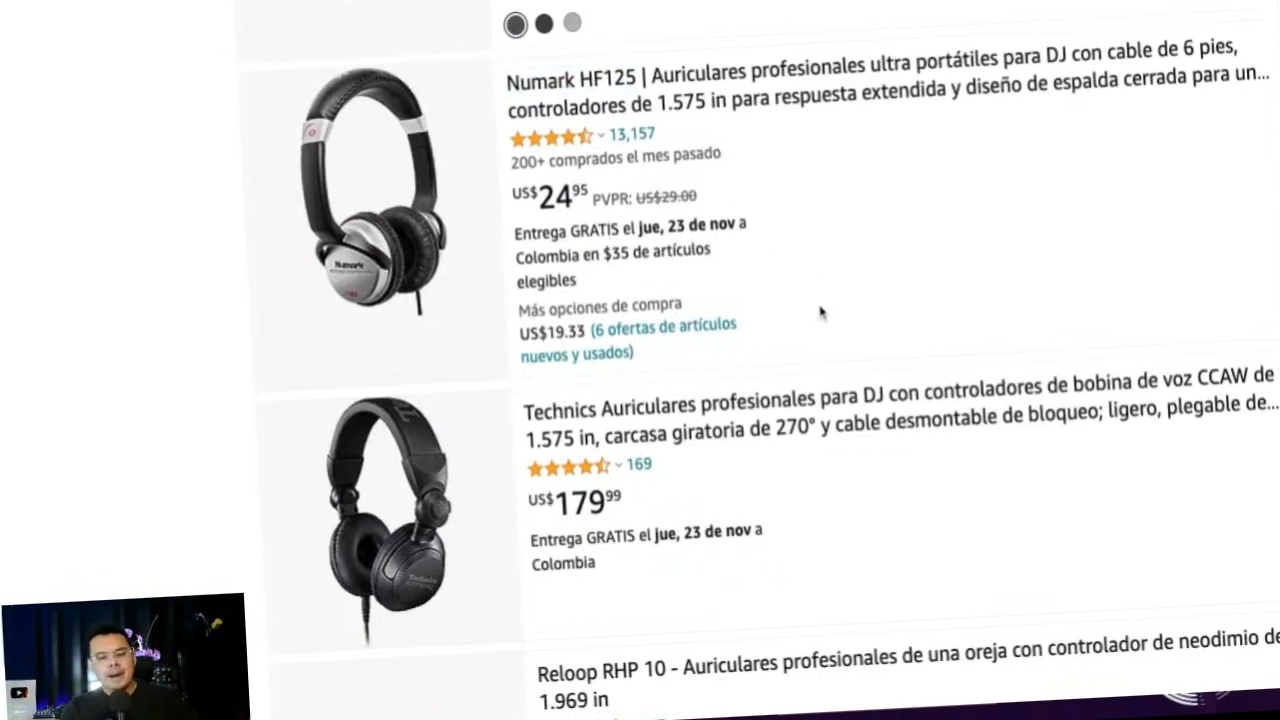 Numark HF125 | Auriculares profesionales ultra portátiles para DJ con cable de 6 pies,
controladores de 1.575 in para respuesta extendida y diseño de espalda cerrada para un...
13,157
200+ comprados el mes pasado
US$2495 PVPR: US$29.00
Entrega GRATIS el jue, 23 de nov a
Colombia en $35 de artículos
elegibles
Más opciones de compra
US$19.33 (6 ofertas de artículos
nuevos y usados)
Numark
Technics Auriculares profesionales para DJ con controladores de bobina de voz CCAW de
1.575 in, carcasa giratoria de 270° y cable desmontable de bloqueo; ligero, plegable de...
169
US$17999
Entrega GRATIS el jue, 23 de nov a
Colombia
Technics
Reloop RHP 10 - Auriculares profesionales de una oreja con controlador de neodimio de
1.969 in